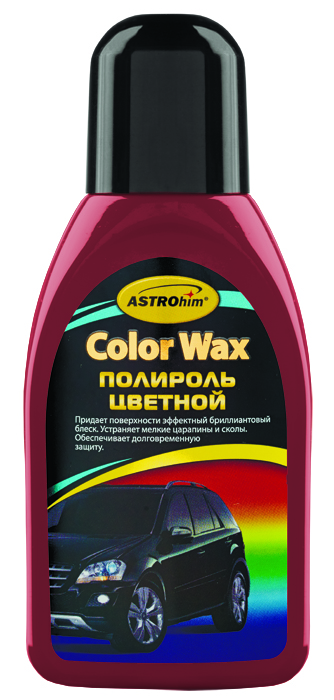 ASTROhim®
Color Wax
ПОЛИРОЛЬ
ЦВЕТНОЙ
Придает поверхности эффектный бриллиантовый
блеск. Устраняет мелкие царапины и сколы.
Обеспечивает долговременную
защиту.